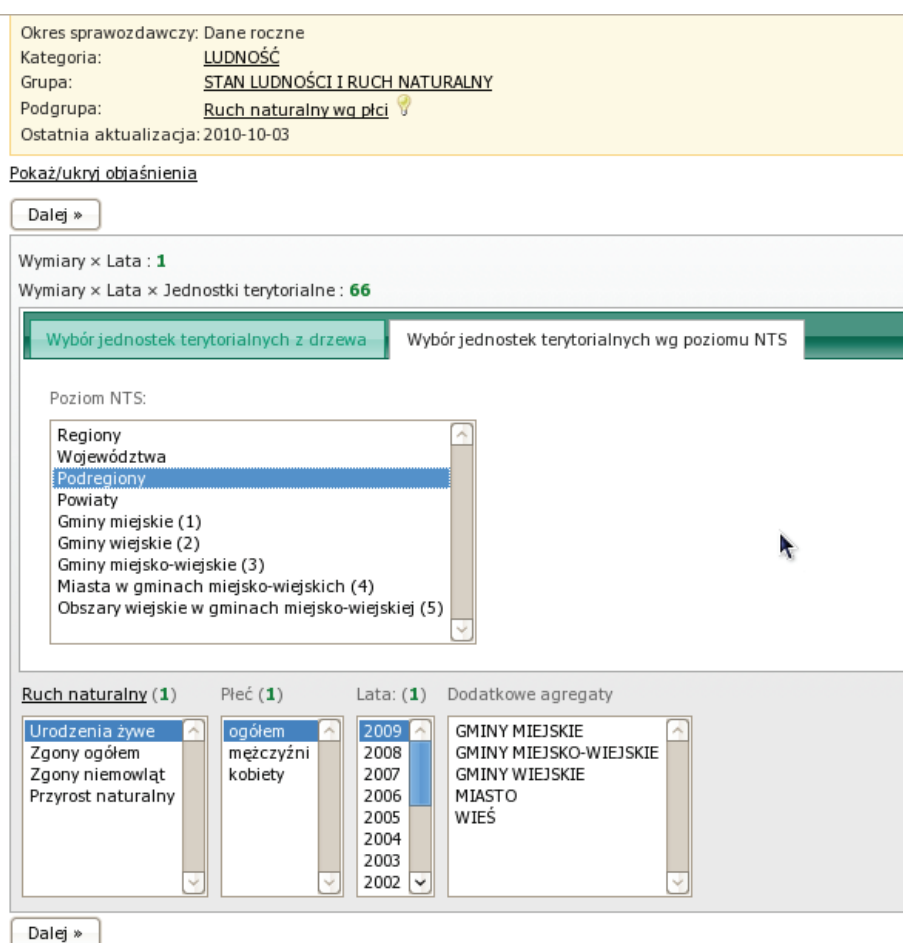 Okres sprawozdawczy: Dane roczne
Kategoria: LUDNOŚĆ
Grupa: STAN LUDNOŚCI I RUCH NATURALNY
Podgrupa: Ruch naturalny wg płci
Ostatnia aktualizacja: 2010-10-03
Pokaż/ukryj objaśnienia
Dalej »
Wymiary × Lata : 1
Wymiary × Lata × Jednostki terytorialne : 66
Wybór jednostek terytorialnych z drzewa Wybór jednostek terytorialnych wg poziomu NTS
Poziom NTS:
Regiony
Województwa
Podregiony
Powiaty
Gminy miejskie (1)
Gminy wiejskie (2)
Gminy miejsko-wiejskie (3)
Miasta w gminach miejsko-wiejskich (4)
Obszary wiejskie w gminach miejsko-wiejskiej (5)
Ruch naturalny (1) Płeć (1) Lata: (1) Dodatkowe agregaty
Urodzenia żywe ogółem 2009 GMINY MIEJSKIE
Zgony ogółem mężczyźni 2008 GMINY MIEJSKO-WIEJSKIE
Zgony niemowląt kobiety 2007 GMINY WIEJSKIE
Przyrost naturalny 2006 MIASTO
2005 WIEŚ
2004
2003
2002
Dalej »